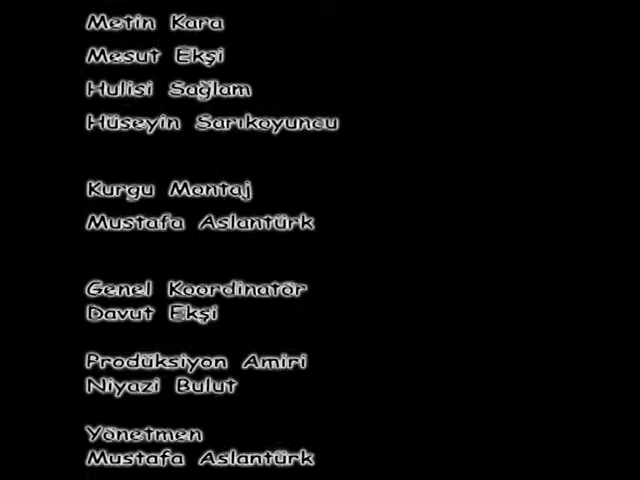 Metin Kara
Mesut Ekşi
Hulisi Sağlam
Hüseyin Sarıkoyuncu
Kurgu Montaj
Mustafa Aslantürk
Genel Koordinatör
Davut Ekşi
Prodüksiyon Amiri
Niyazi Bulut
Yönetmen
Mustafa Aslantürk